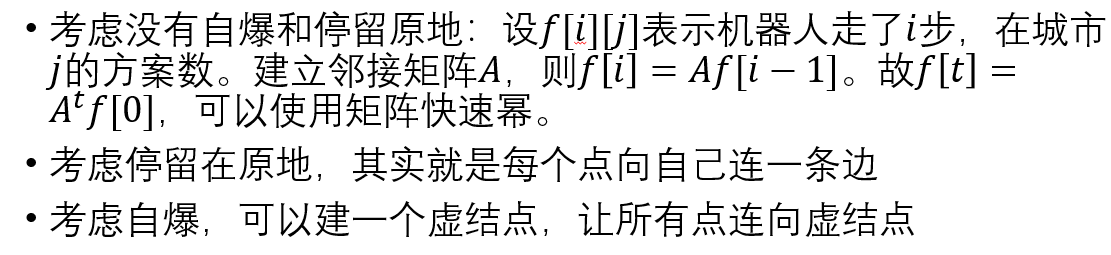 • 考虑没有自爆和停留原地：设f[i][j]表示机器人走了i步，在城市
j的方案数。建立邻接矩阵A，则f[i] = Af[i − 1]。故f[t] =
Aᵗf[0]，可以使用矩阵快速幂。
• 考虑停留在原地，其实就是每个点向自己连一条边
• 考虑自爆，可以建一个虚结点，让所有点连向虚结点